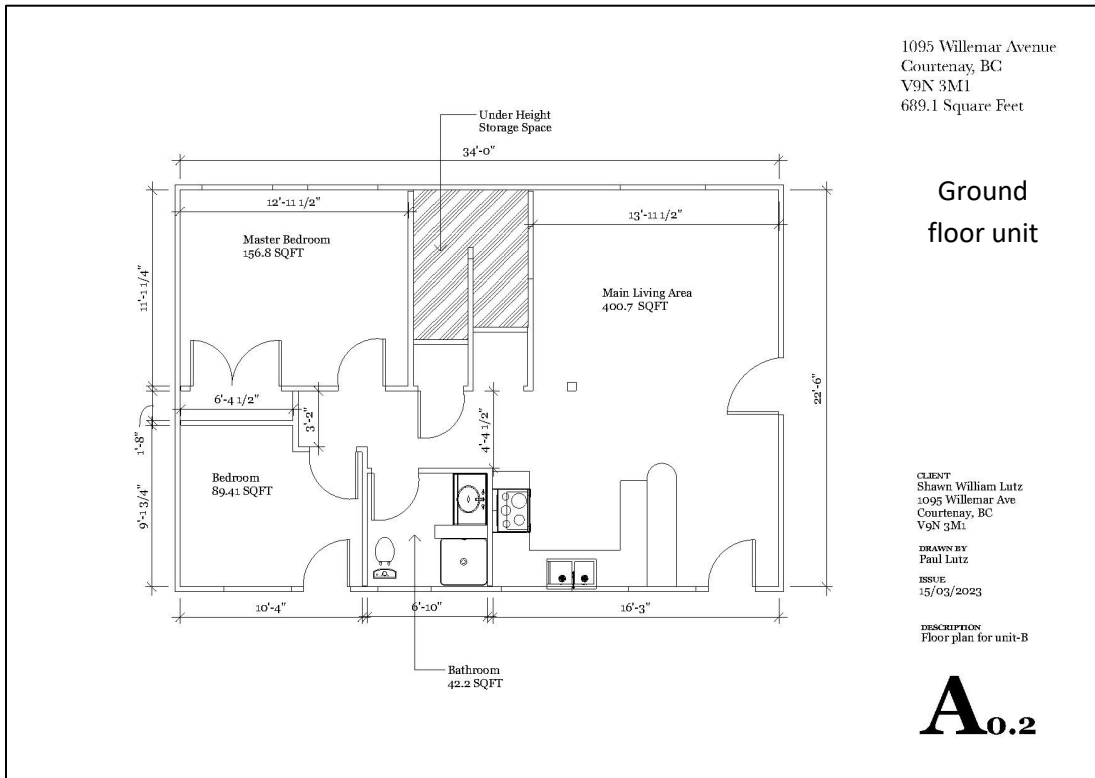 1095 Willemar Avenue
Courtenay, BC
V9N 3M1
689.1 Square Feet
Ground
floor unit
Under Height
Storage Space
34'-0"
12'-11 1/2"
13'-11 1/2"
Master Bedroom
156.8 SQFT
Main Living Area
400.7 SQFT
11'-1 1/4"
22'-6"
6'-4 1/2"
3'-2"
4'-4 1/2"
1'-8"
Bedroom
89.41 SQFT
9'-1 3/4"
10'-4"
6'-10"
16'-3"
Bathroom
42.2 SQFT
CLIENT
Shawn William Lutz
1095 Willemar Ave
Courtenay, BC
V9N 3M1
DRAWN BY
Paul Lutz
ISSUE
15/03/2023
DESCRIPTION
Floor plan for unit-B
A0.2